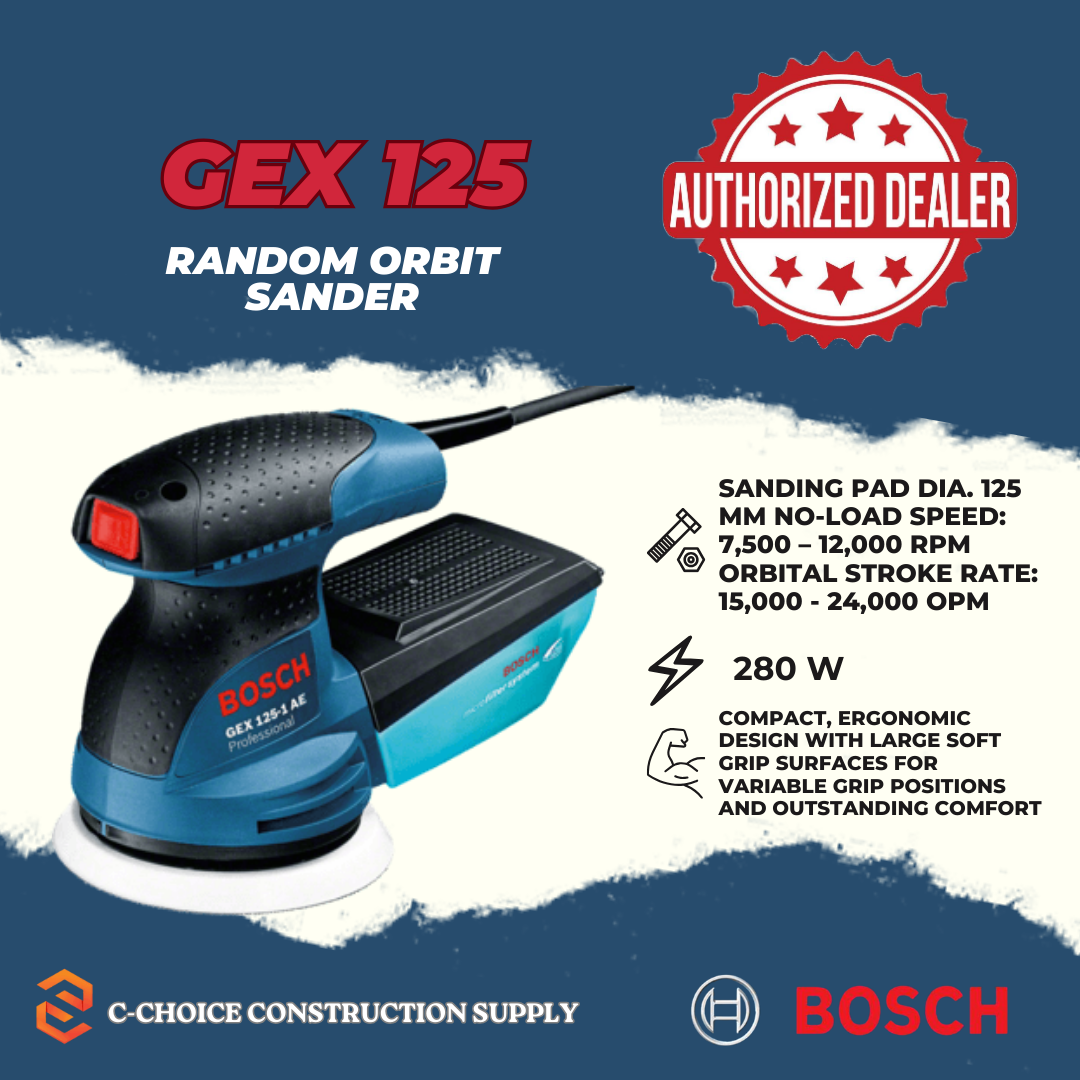 GEX 125
RANDOM ORBIT
SANDER
AUTHORIZED DEALER
SANDING PAD DIA. 125
MM NO-LOAD SPEED:
7,500 – 12,000 RPM
ORBITAL STROKE RATE:
15,000 - 24,000 OPM
280 W
COMPACT, ERGONOMIC
DESIGN WITH LARGE SOFT
GRIP SURFACES FOR
VARIABLE GRIP POSITIONS
AND OUTSTANDING COMFORT
BOSCH
GEX 125-1 AE
Professional
BOSCH
microfiltersystem
C-CHOICE CONSTRUCTION SUPPLY
BOSCH